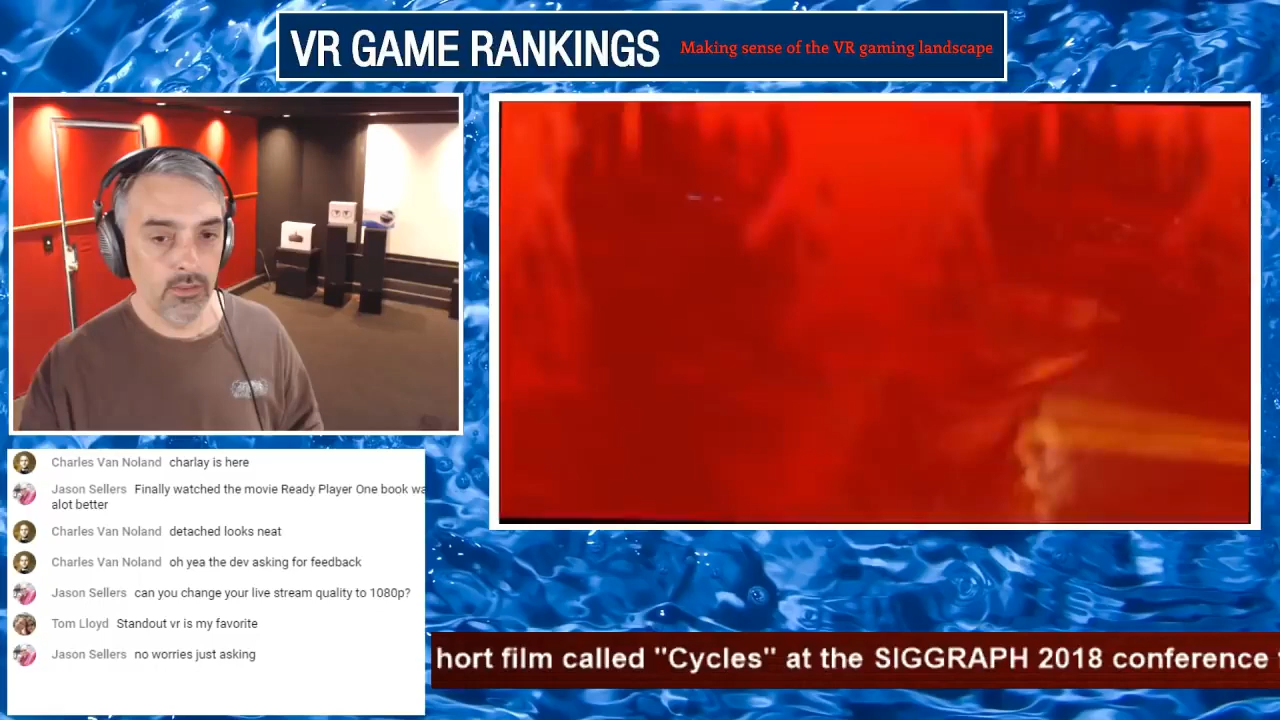 VR GAME RANKINGS Making sense of the VR gaming landscape
Charles Van Noland charlay is here
Jason Sellers Finally watched the movie Ready Player One book wa
alot better
Charles Van Noland detached looks neat
Charles Van Noland oh yea the dev asking for feedback
Jason Sellers can you change your live stream quality to 1080p?
Tom Lloyd Standout vr is my favorite
Jason Sellers no worries just asking
hort film called "Cycles" at the SIGGRAPH 2018 conference